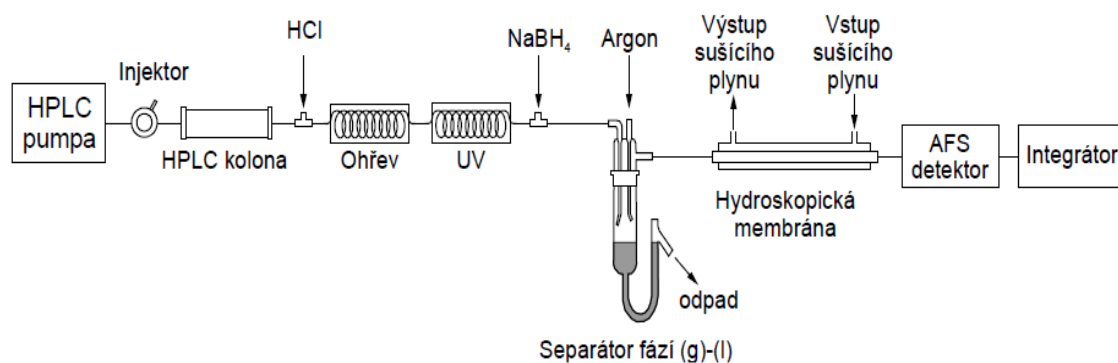 HCl
NaBH4
Argon
Výstup
sušícího
plynu
Vstup
sušícího
plynu
Injektor
HPLC
pumpa
HPLC kolona
Ohřev
UV
AFS
detektor
Integrátor
Hydroskopická
membrána
odpad
Separátor fází (g)-(l)